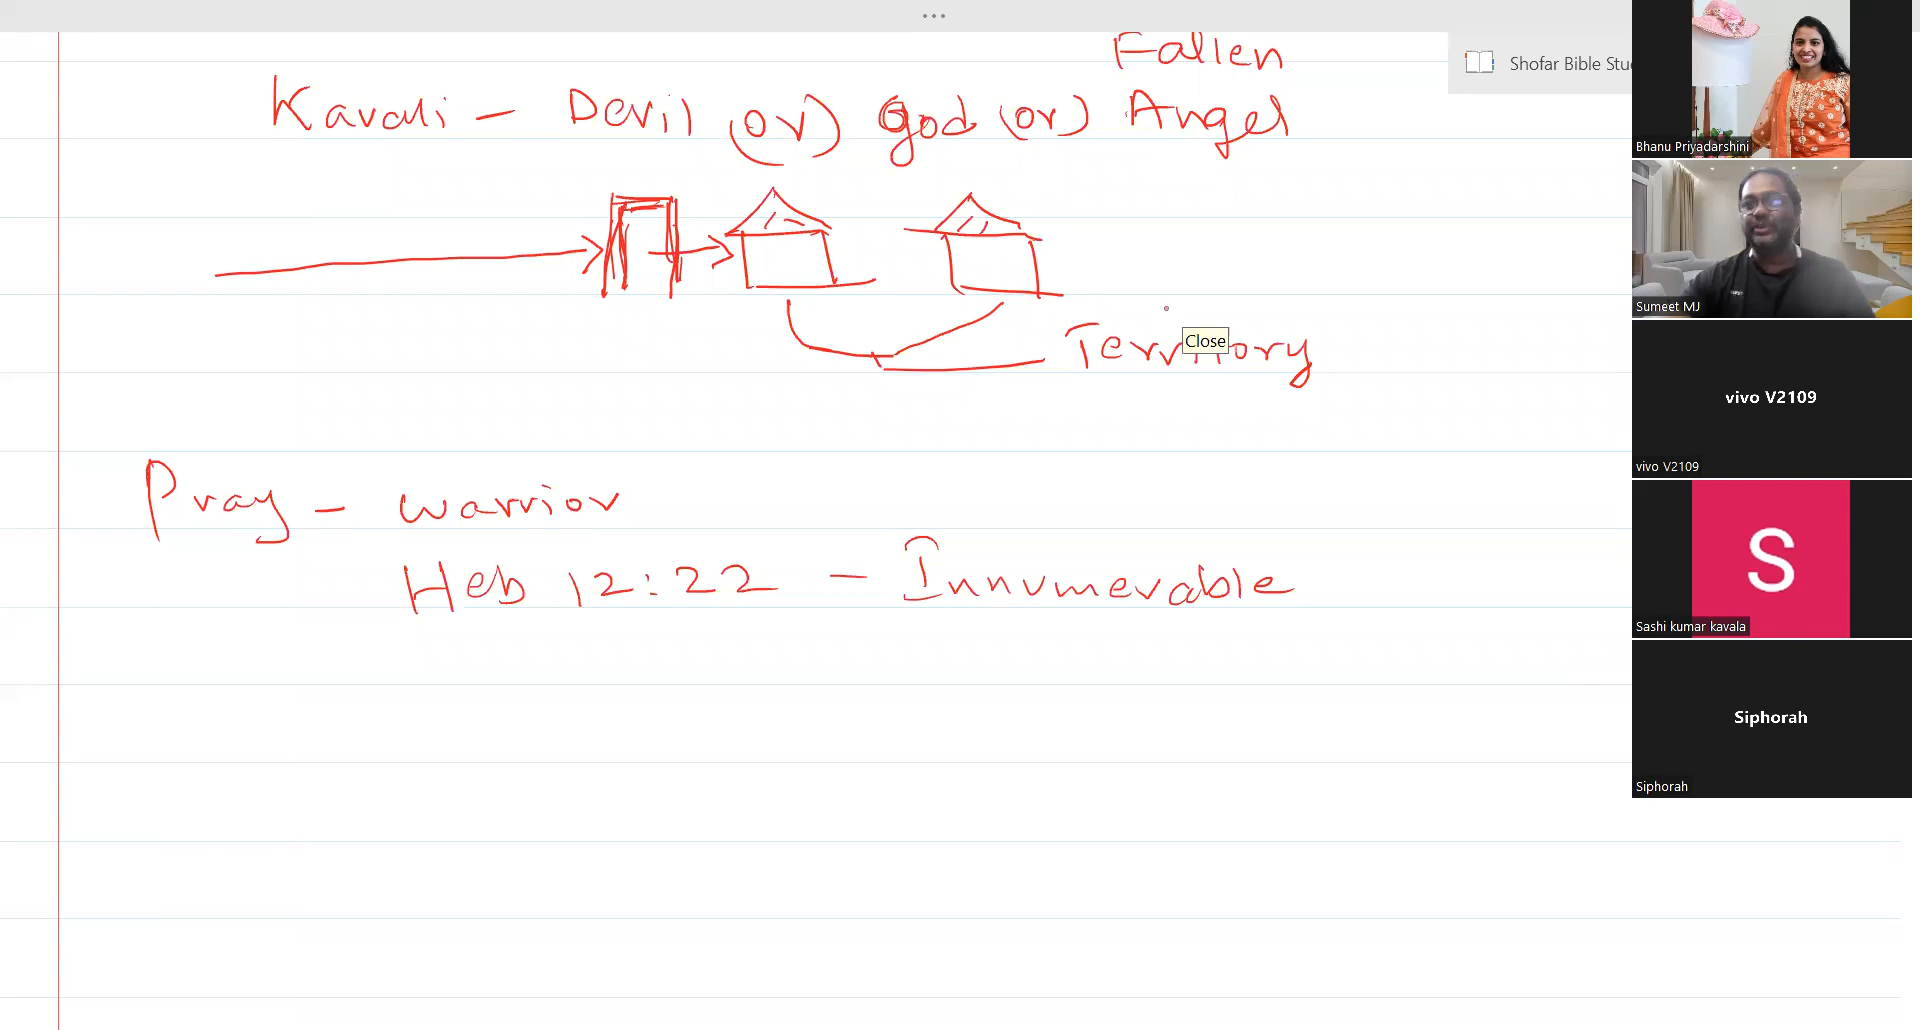 Fallen
Kavali - Devil (or) god (or) Angel
Shofar Bible Stu
Close
Territory
Pray - warrior
Heb 12:22 - Innumerable
Bhanu Priyadarshini
Sumeet MJ
vivo V2109
vivo V2109
S
Sashi kumar kavala
Siphorah
Siphorah